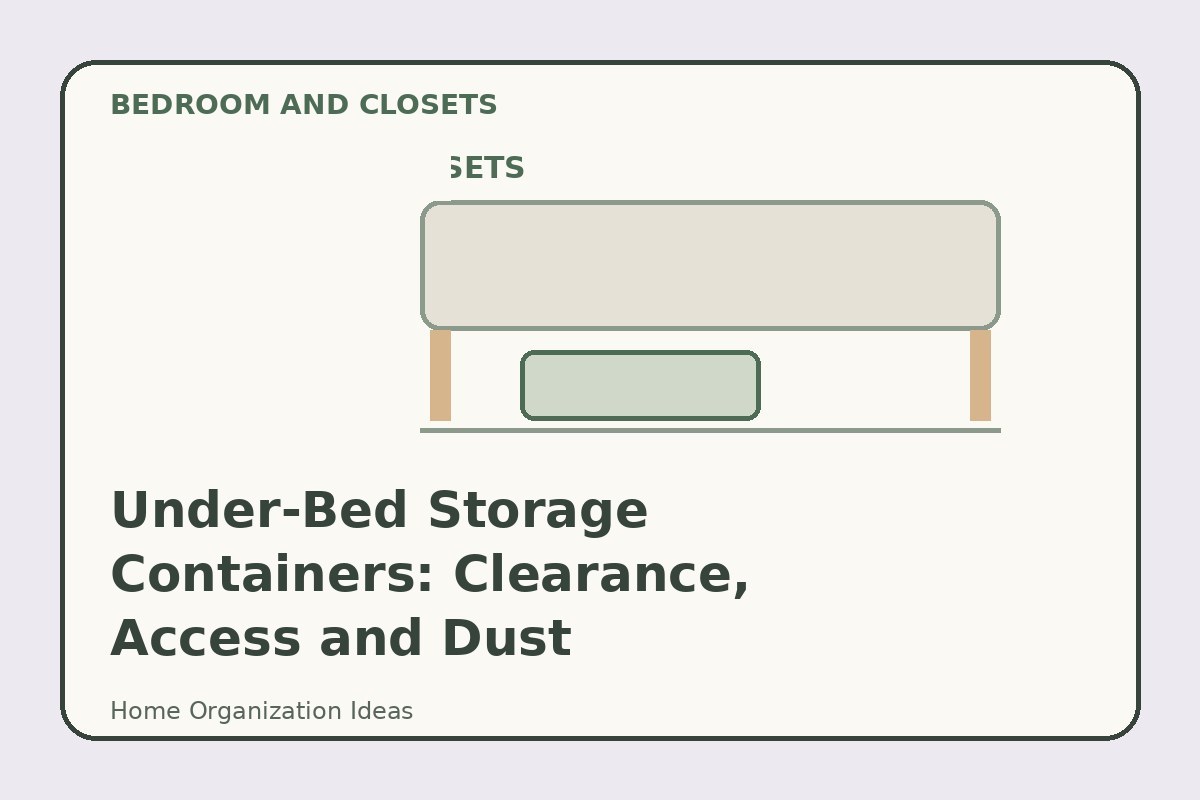 BEDROOM AND CLOSETS
SETS
Under-Bed Storage
Containers: Clearance,
Access and Dust
Home Organization Ideas